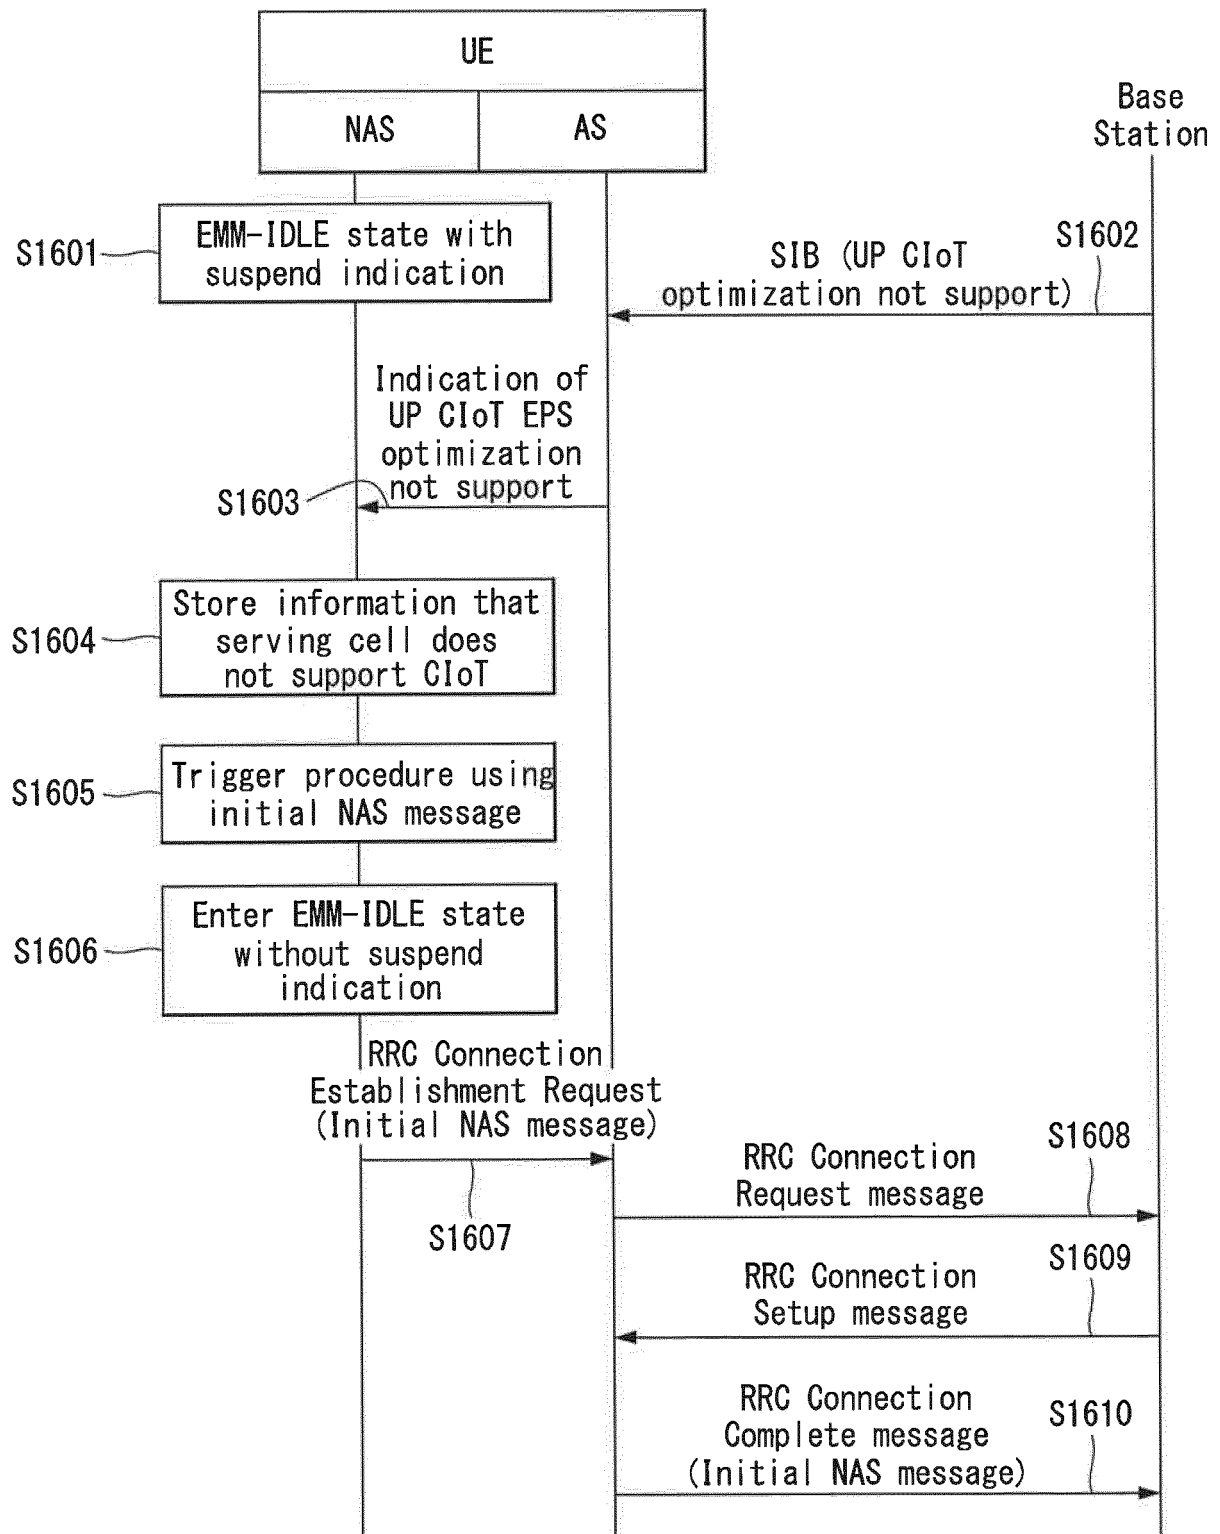 UE
NAS
AS
Base
Station
S1601
EMM-IDLE state with
suspend indication
S1602
SIB (UP CIoT
optimization not support)
Indication of
UP CIoT EPS
optimization
not support
S1603
S1604
Store information that
serving cell does
not support CIoT
S1605
Trigger procedure using
initial NAS message
S1606
Enter EMM-IDLE state
without suspend
indication
RRC Connection
Establishment Request
(Initial NAS message)
S1607
S1608
RRC Connection
Request message
S1609
RRC Connection
Setup message
RRC Connection
Complete message
(Initial NAS message)
S1610